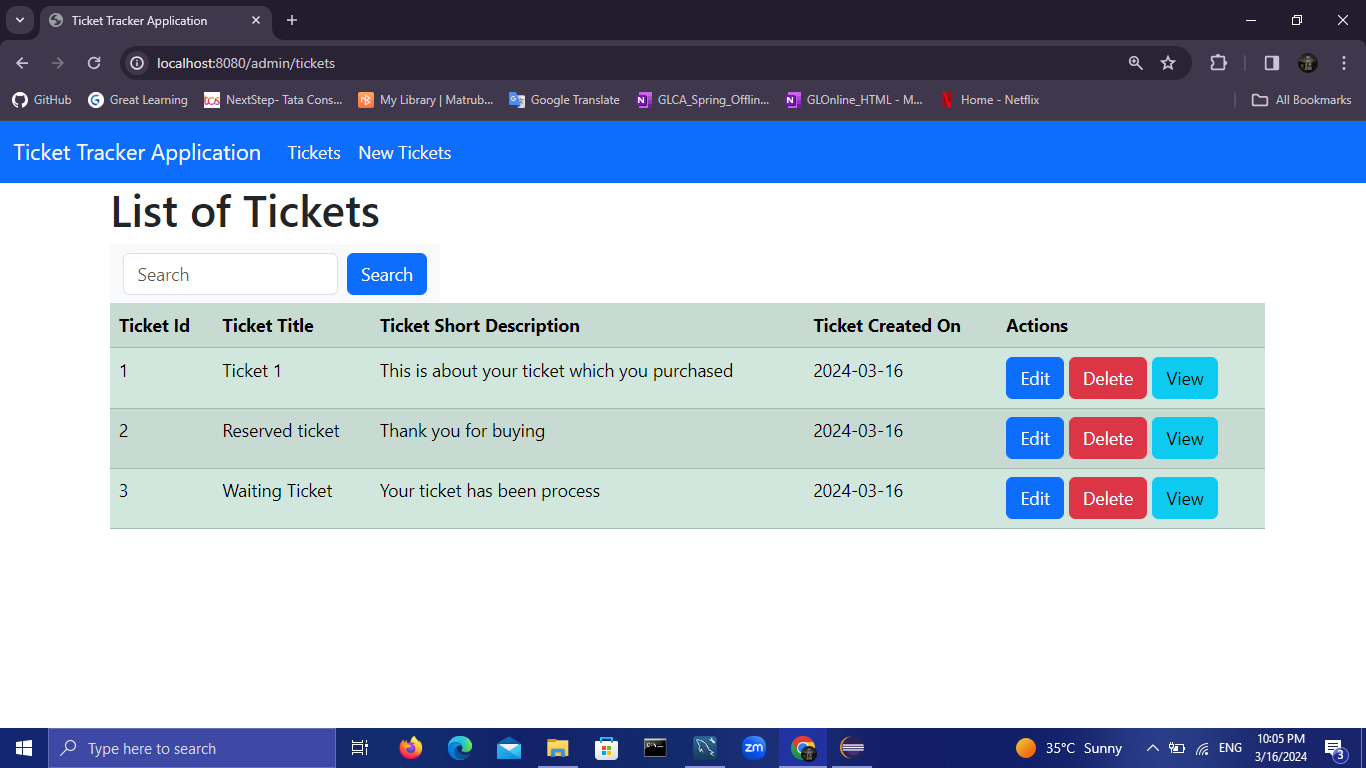 Ticket Tracker Application
localhost:8080/admin/tickets
GitHub Great Learning NextStep- Tata Cons... My Library | Matrub... Google Translate GLCA_Spring_Offlin... GLOnline_HTML - M... Home - Netflix All Bookmarks
Ticket Tracker Application Tickets New Tickets
List of Tickets
Search Search
Ticket Id Ticket Title Ticket Short Description Ticket Created On Actions
1 Ticket 1 This is about your ticket which you purchased 2024-03-16 Edit Delete View
2 Reserved ticket Thank you for buying 2024-03-16 Edit Delete View
3 Waiting Ticket Your ticket has been process 2024-03-16 Edit Delete View
Type here to search zm 35°C Sunny ENG 10:05 PM
3/16/2024 3